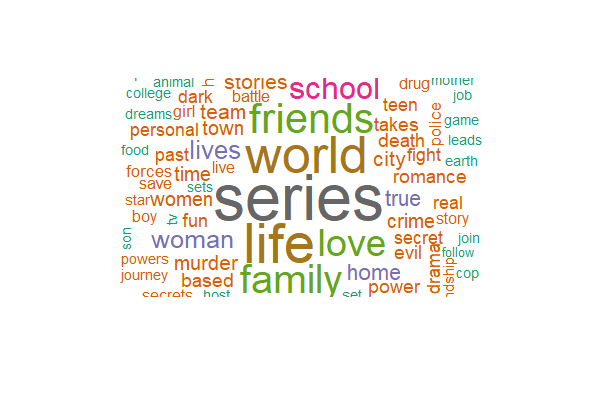 animal h stories school drug mother
college dark battle job
dreams girl team friends teen game
personal town takes police
food past lives world death leads
forces time live city fight earth
save sets romance
star women series true real
boy tv fun crime story
son woman life love secret join
powers murder evil follow
journey based family home drama cop
secrets host set power ndship